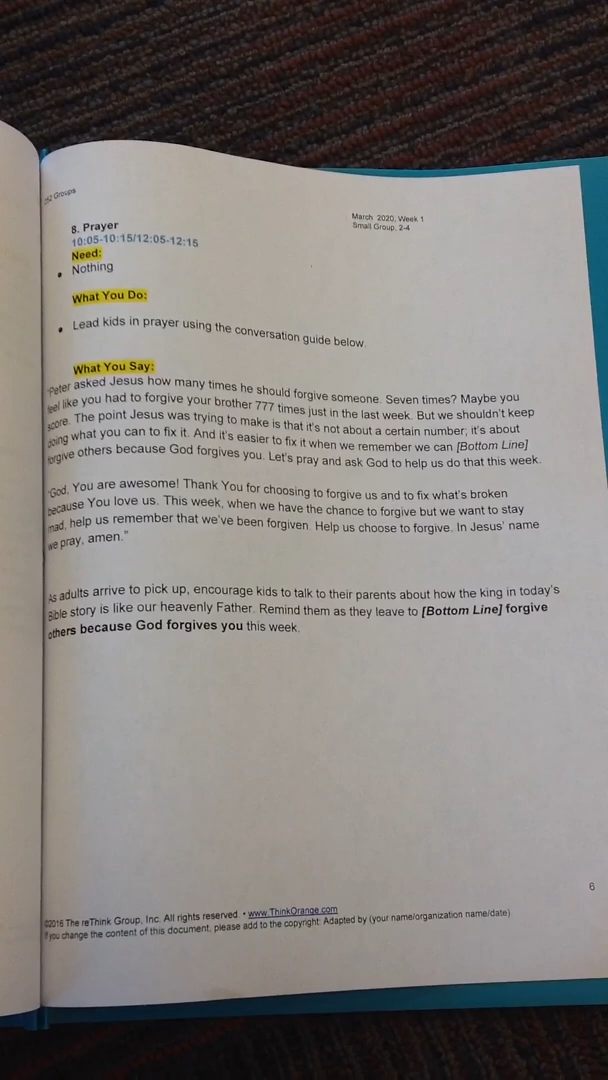 252 Groups
March 2020, Week 1
Small Group, 2-4
8. Prayer
10:05-10:15/12:05-12:15
Need:
• Nothing
What You Do:
• Lead kids in prayer using the conversation guide below.
What You Say:
“Peter asked Jesus how many times he should forgive someone. Seven times? Maybe you
feel like you had to forgive your brother 777 times just in the last week. But we shouldn’t keep
score. The point Jesus was trying to make is that it’s not about a certain number; it’s about
doing what you can to fix it. And it’s easier to fix it when we remember we can [Bottom Line]
forgive others because God forgives you. Let’s pray and ask God to help us do that this week.
“God, You are awesome! Thank You for choosing to forgive us and to fix what’s broken
because You love us. This week, when we have the chance to forgive but we want to stay
mad, help us remember that we’ve been forgiven. Help us choose to forgive. In Jesus’ name
we pray, amen.”
As adults arrive to pick up, encourage kids to talk to their parents about how the king in today’s
Bible story is like our heavenly Father. Remind them as they leave to [Bottom Line] forgive
others because God forgives you this week.
6
©2016 The reThink Group, Inc. All rights reserved • www.ThinkOrange.com
If you change the content of this document, please add to the copyright: Adapted by (your name/organization name/date)